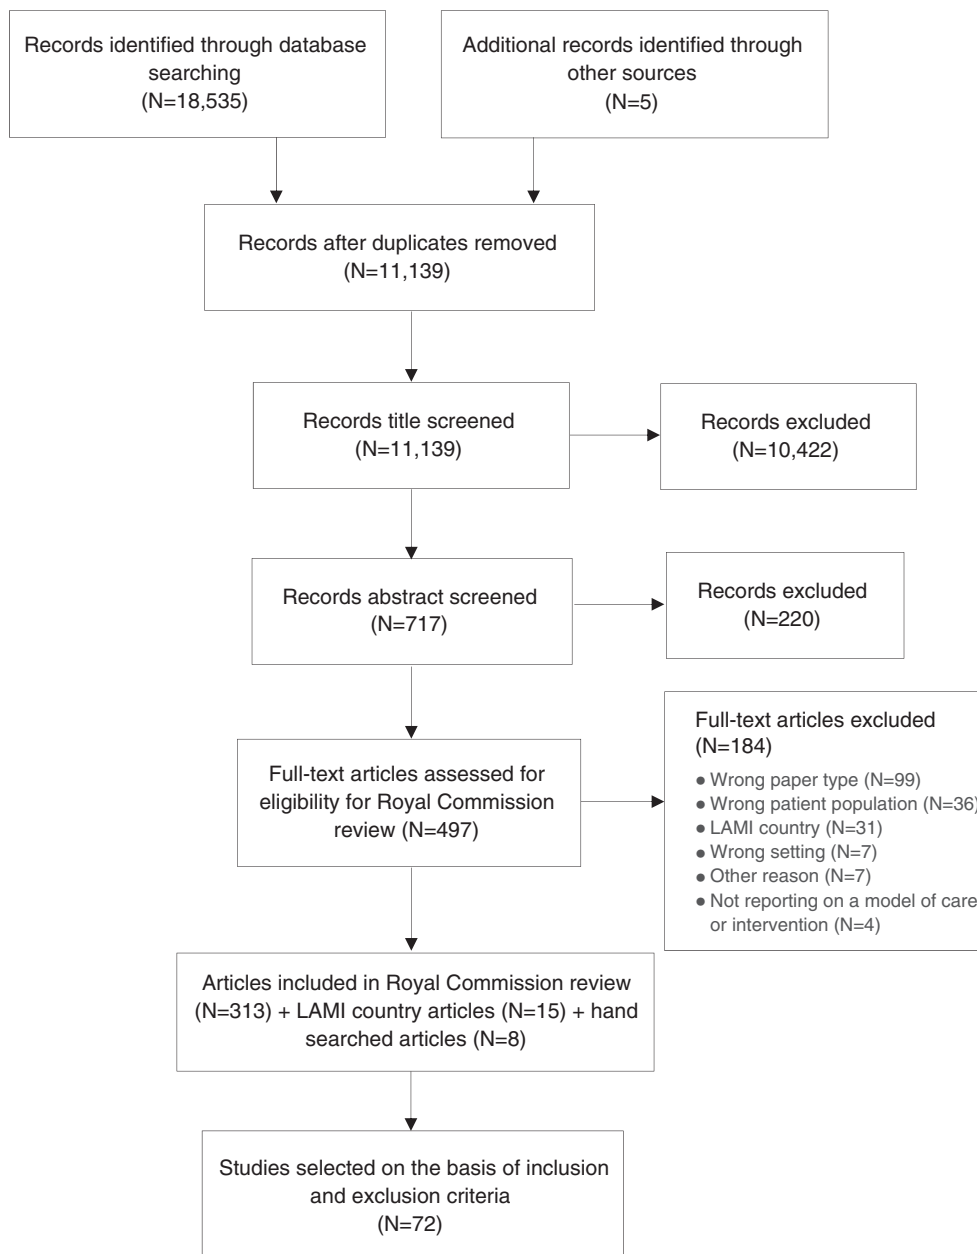 Records identified through database
searching
(N=18,535)
Additional records identified through
other sources
(N=5)
Records after duplicates removed
(N=11,139)
Records title screened
(N=11,139)
Records excluded
(N=10,422)
Records abstract screened
(N=717)
Records excluded
(N=220)
Full-text articles assessed for
eligibility for Royal Commission
review (N=497)
Full-text articles excluded
(N=184)
● Wrong paper type (N=99)
● Wrong patient population (N=36)
● LAMI country (N=31)
● Wrong setting (N=7)
● Other reason (N=7)
● Not reporting on a model of care
or intervention (N=4)
Articles included in Royal Commission review
(N=313) + LAMI country articles (N=15) + hand
searched articles (N=8)
Studies selected on the basis of inclusion
and exclusion criteria
(N=72)